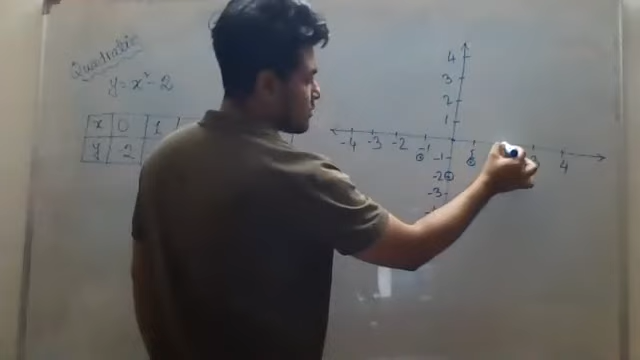 Quadratic
y = x² - 2
x 0 1
y -2
4
3
2
1
-4 -3 -2 -1 4
-1
-2
-3